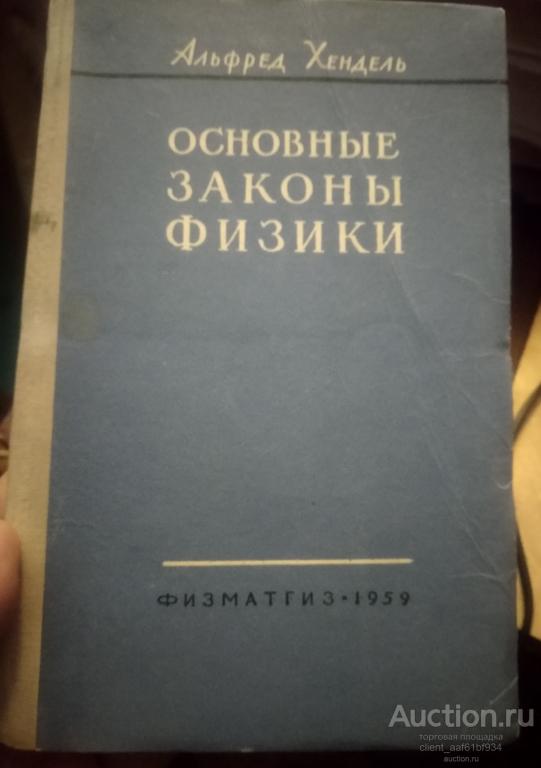 Альфред Хендель
ОСНОВНЫЕ
ЗАКОНЫ
ФИЗИКИ
ФИЗМАТГИЗ•1959
Auction.ru
торговая площадка
client_aaf61bf934
auction.ru